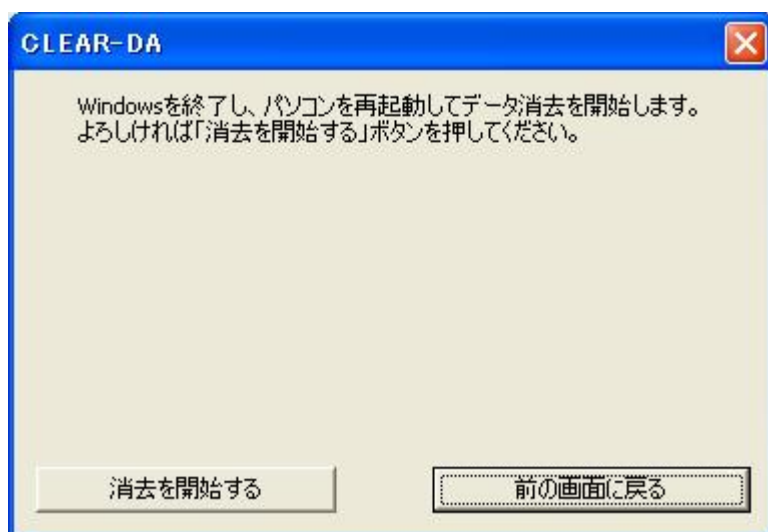 CLEAR-DA
Windowsを終了し、パソコンを再起動してデータ消去を開始します。
よろしければ「消去を開始する」ボタンを押してください。
消去を開始する
前の画面に戻る